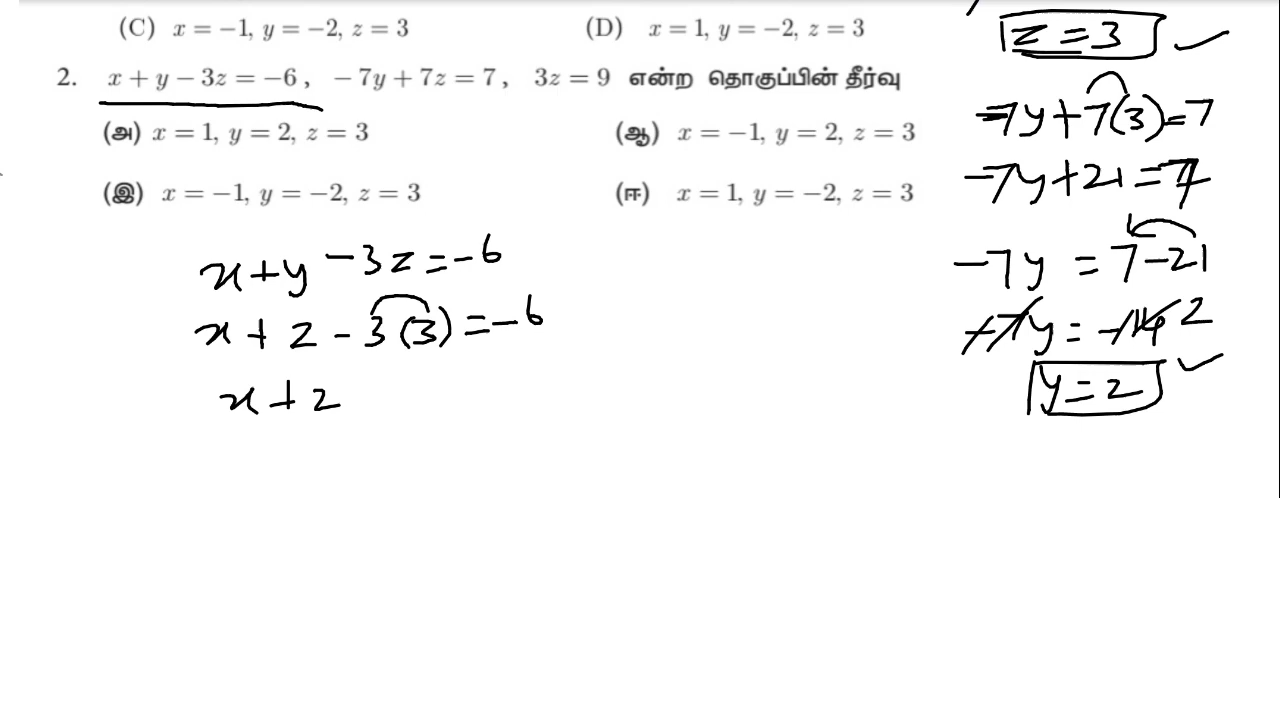 (C) x = −1, y = −2, z = 3 (D) x = 1, y = −2, z = 3
2. x + y − 3z = −6 , − 7y + 7z = 7 , 3z = 9 என்ற தொகுப்பின் தீர்வு
(அ) x = 1, y = 2, z = 3 (ஆ) x = −1, y = 2, z = 3
(இ) x = −1, y = −2, z = 3 (ஈ) x = 1, y = −2, z = 3
x + y − 3z = −6
x + 2 − 3(3) = −6
x + 2
z = 3
−7y + 7(3) = 7
−7y + 21 = 7
−7y = 7 − 21
−7y = −14 2
y = 2